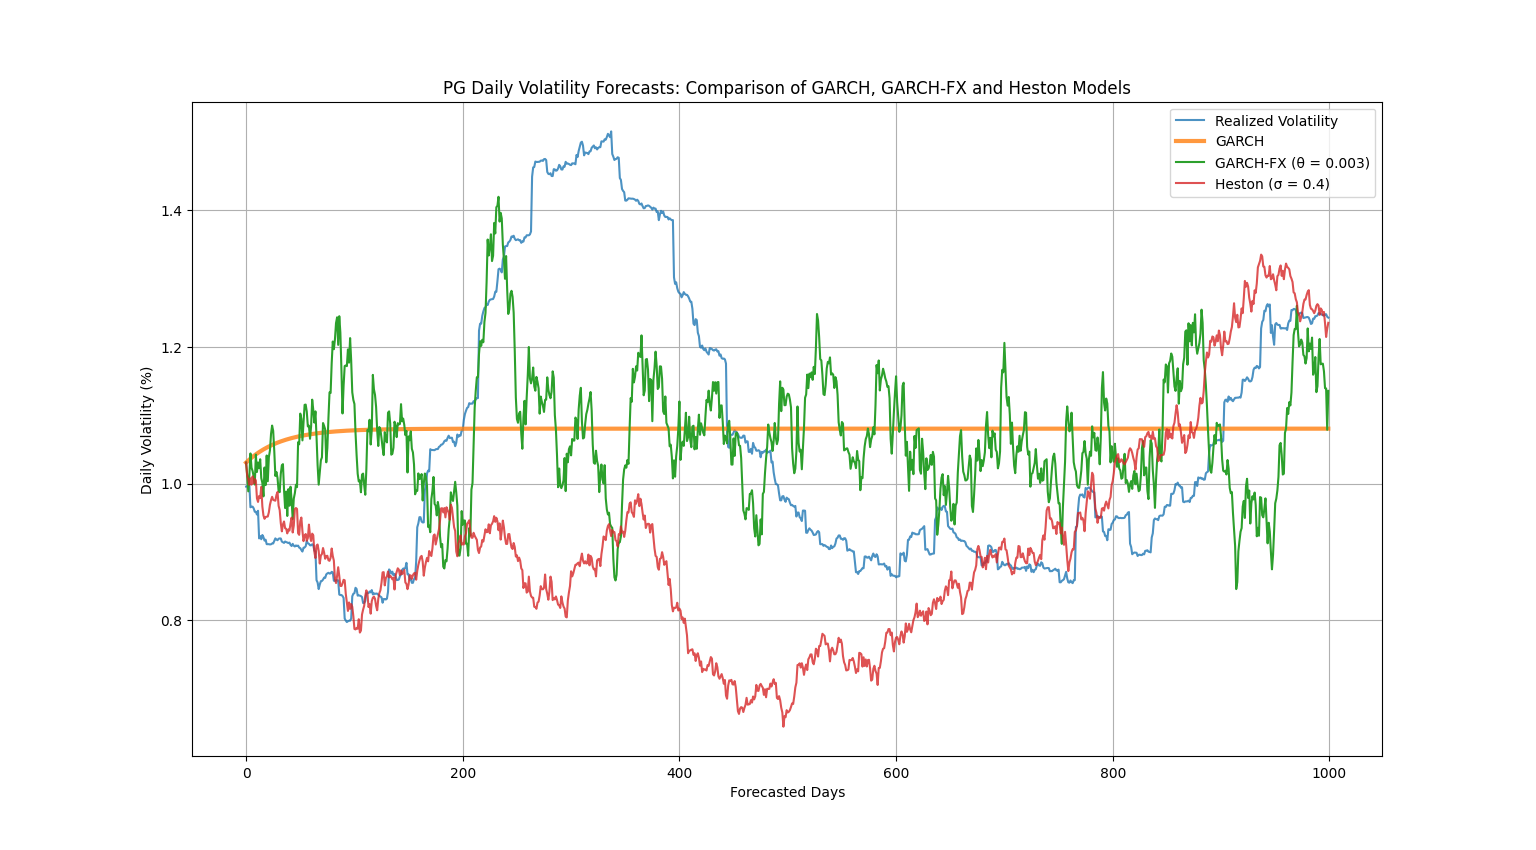 PG Daily Volatility Forecasts: Comparison of GARCH, GARCH-FX and Heston Models
Realized Volatility
GARCH
GARCH-FX (θ = 0.003)
Heston (σ = 0.4)
Daily Volatility (%)
1.4
1.2
1.0
0.8
0
200
400
600
800
1000
Forecasted Days